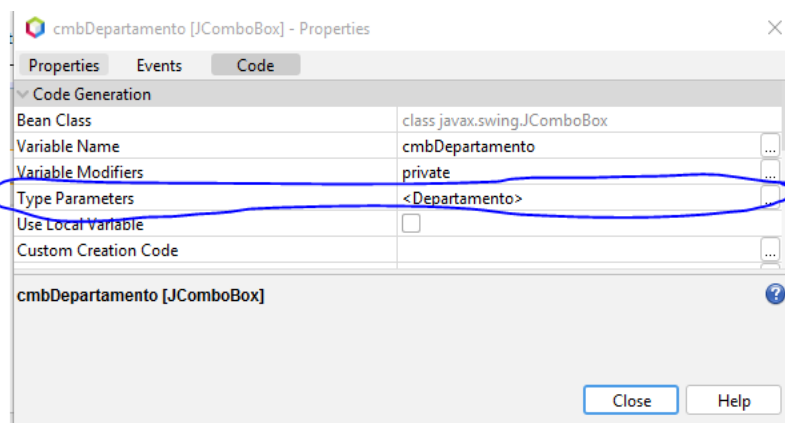 cmbDepartamento [JComboBox] - Properties
Properties Events Code
Code Generation
Bean Class class javax.swing.JComboBox
Variable Name cmbDepartamento ...
Variable Modifiers private ...
Type Parameters <Departamento> ...
Use Local Variable
Custom Creation Code ...
cmbDepartamento [JComboBox] ?
Close Help